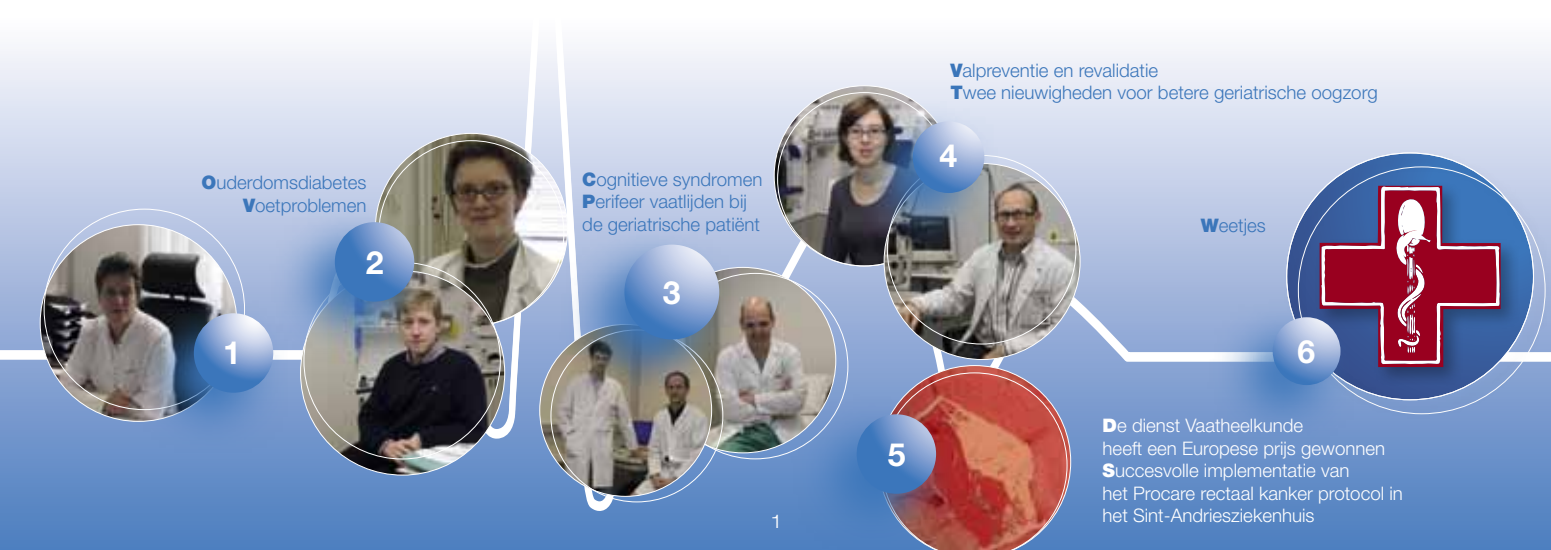 1
Ouderdomsdiabetes
Voetproblemen
2
Cognitieve syndromen
Perifeer vaatlijden bij
de geriatrische patiënt
3
Valpreventie en revalidatie
Twee nieuwigheden voor betere geriatrische oogzorg
4
5
De dienst Vaatheelkunde
heeft een Europese prijs gewonnen
Succesvolle implementatie van
het Procare rectaal kanker protocol in
het Sint-Andriesziekenhuis
Weetjes
6
1